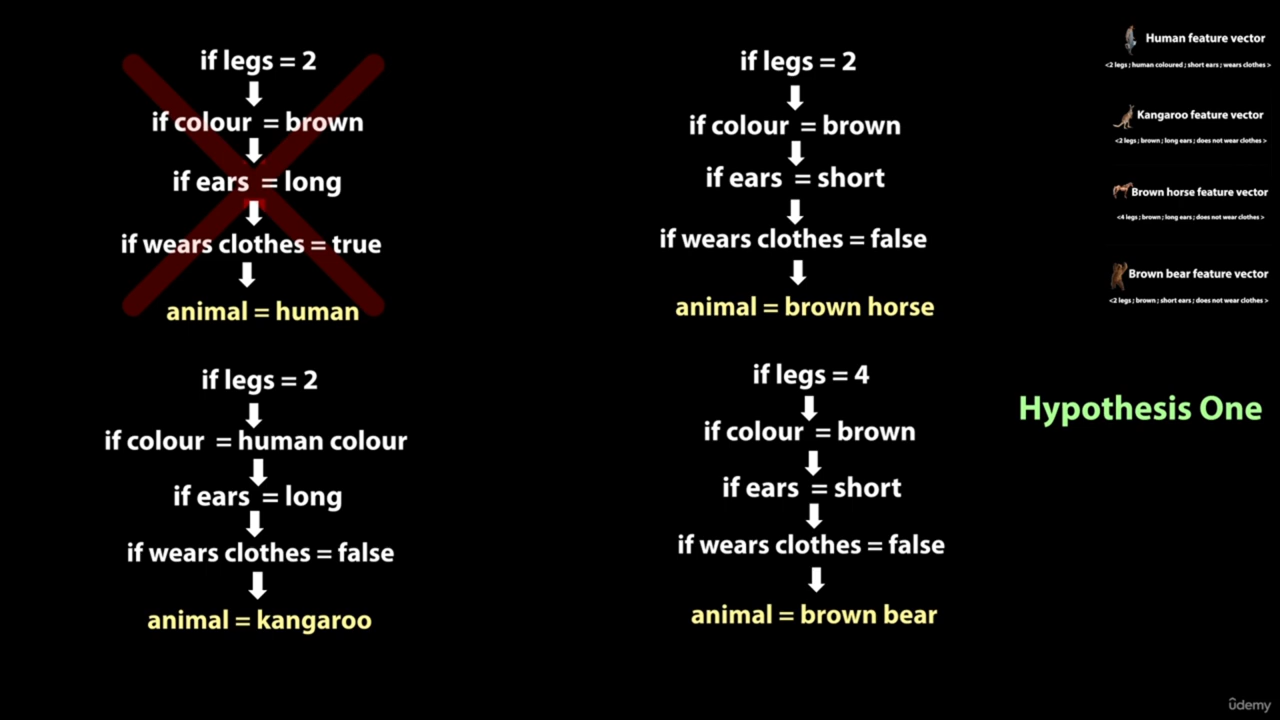 if legs = 2
if colour = brown
if ears = long
if wears clothes = true
animal = human
if legs = 2
if colour = brown
if ears = short
if wears clothes = false
animal = brown horse
if legs = 2
if colour = human colour
if ears = long
if wears clothes = false
animal = kangaroo
if legs = 4
if colour = brown
if ears = short
if wears clothes = false
animal = brown bear
Human feature vector
<2 legs ; human coloured ; short ears ; wears clothes >
Kangaroo feature vector
<2 legs ; brown ; long ears ; does not wear clothes >
Brown horse feature vector
<4 legs ; brown ; long ears ; does not wear clothes >
Brown bear feature vector
<2 legs ; brown ; short ears ; does not wear clothes >
Hypothesis One
ûdemy